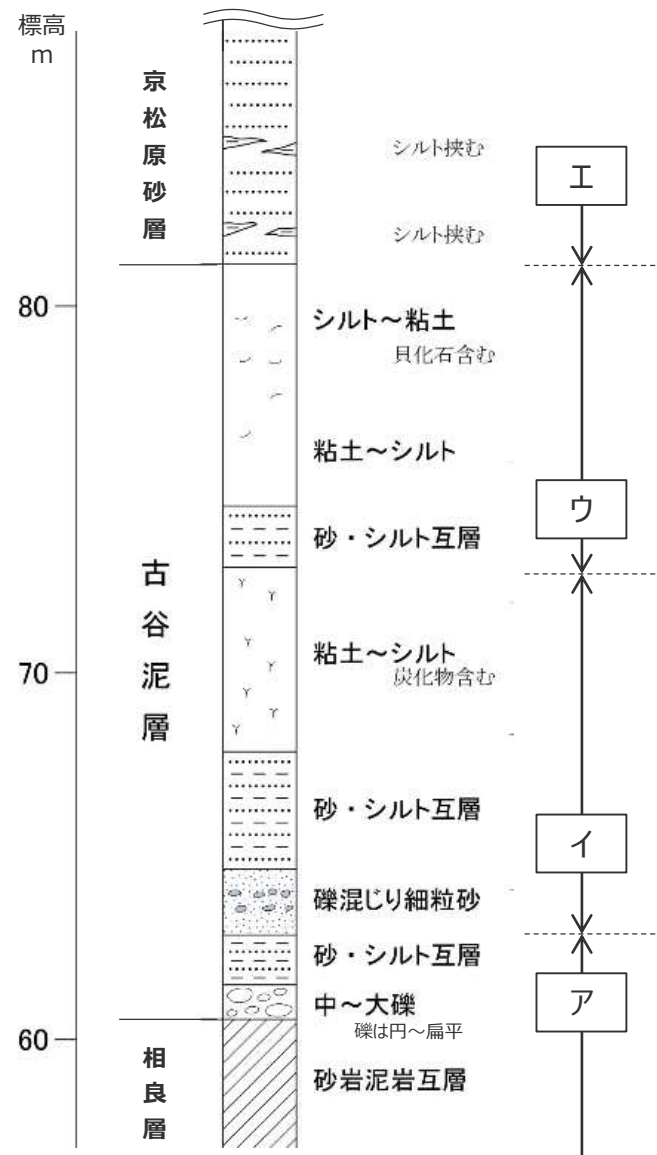 標高
m
京松原砂層
シルト挟む
エ
シルト挟む
80
シルト～粘土
貝化石含む
粘土～シルト
ウ
砂・シルト互層
古谷泥層
粘土～シルト
炭化物含む
70
砂・シルト互層
イ
礫混じり細粒砂
砂・シルト互層
ア
中～大礫
礫は円～扁平
60
相良層
砂岩泥岩互層